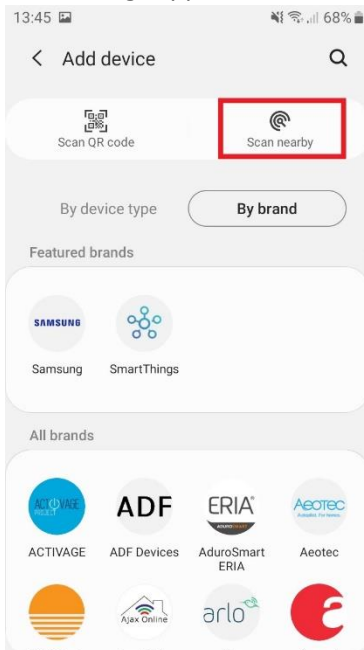 13:45 68%
Add device
Scan QR code Scan nearby
By device type By brand
Featured brands
SAMSUNG
Samsung SmartThings
All brands
ADF ERIA AEOTEC
ACTIVAGE ADF Devices AduroSmart ERIA Aeotec
Ajax Online arlo